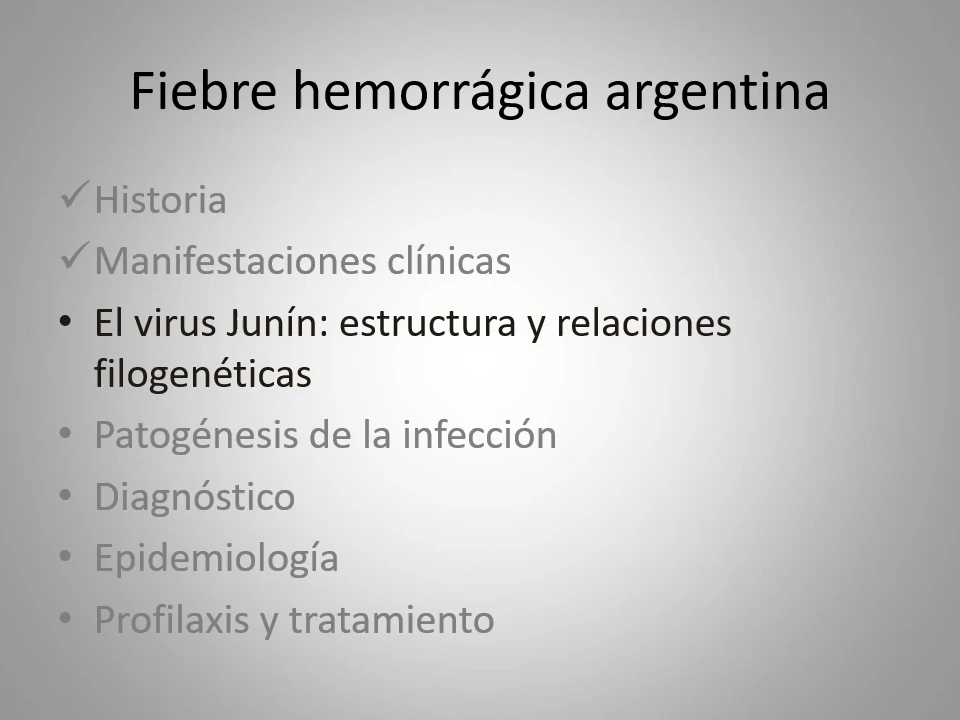 Fiebre hemorrágica argentina
✓ Historia
✓ Manifestaciones clínicas
• El virus Junín: estructura y relaciones
filogenéticas
• Patogénesis de la infección
• Diagnóstico
• Epidemiología
• Profilaxis y tratamiento